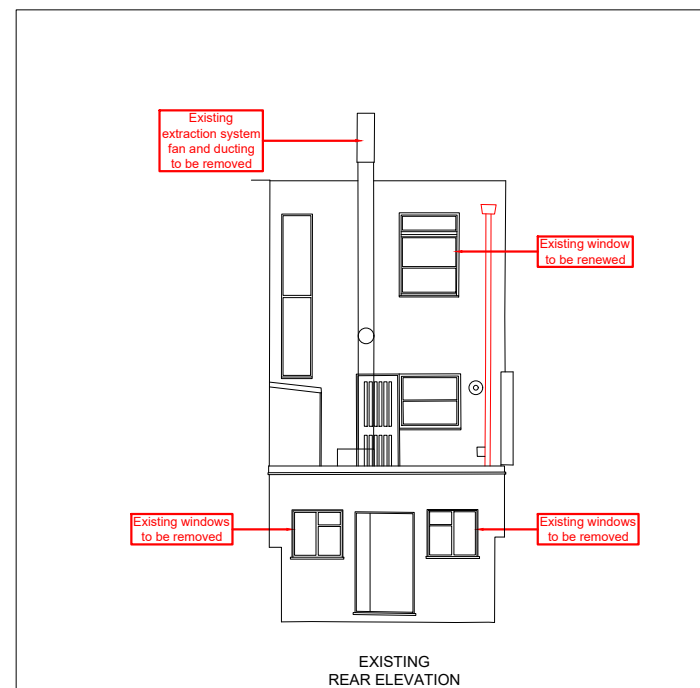 Existing
extraction system
fan and ducting
to be removed
Existing window
to be renewed
Existing windows
to be removed
Existing windows
to be removed
EXISTING
REAR ELEVATION